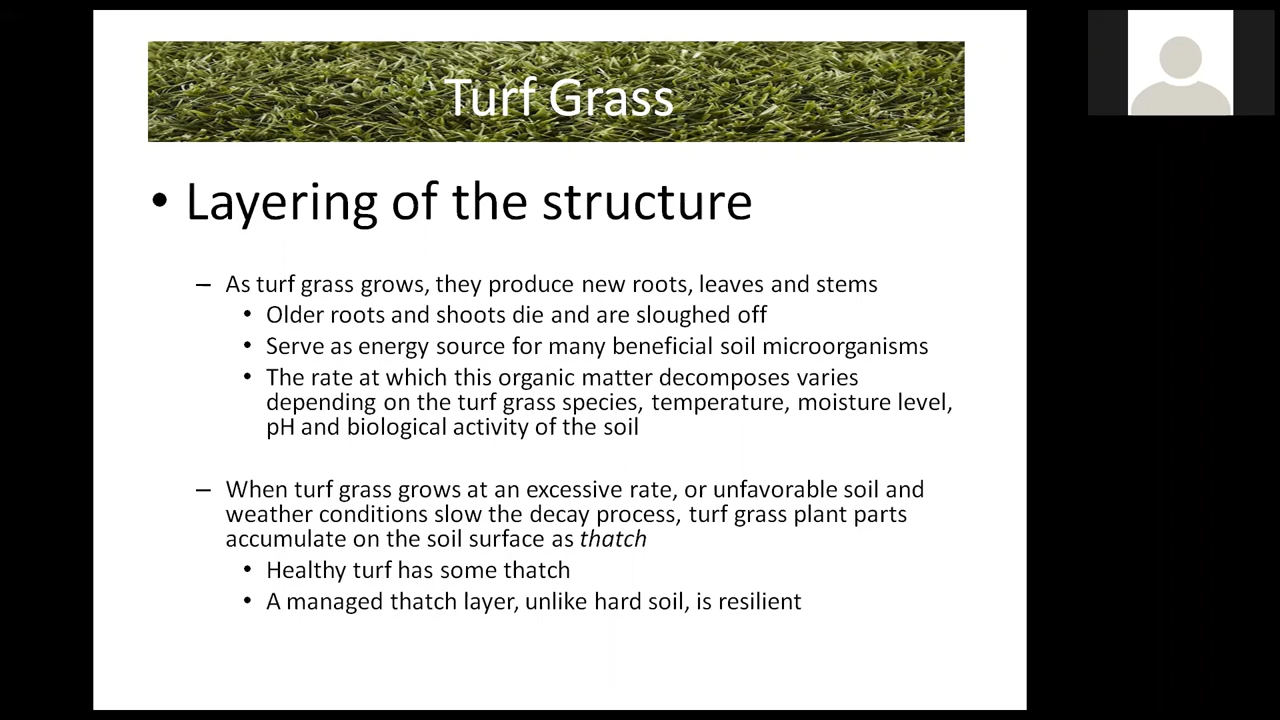 Turf Grass
• Layering of the structure
– As turf grass grows, they produce new roots, leaves and stems
• Older roots and shoots die and are sloughed off
• Serve as energy source for many beneficial soil microorganisms
• The rate at which this organic matter decomposes varies
depending on the turf grass species, temperature, moisture level,
pH and biological activity of the soil
– When turf grass grows at an excessive rate, or unfavorable soil and
weather conditions slow the decay process, turf grass plant parts
accumulate on the soil surface as thatch
• Healthy turf has some thatch
• A managed thatch layer, unlike hard soil, is resilient